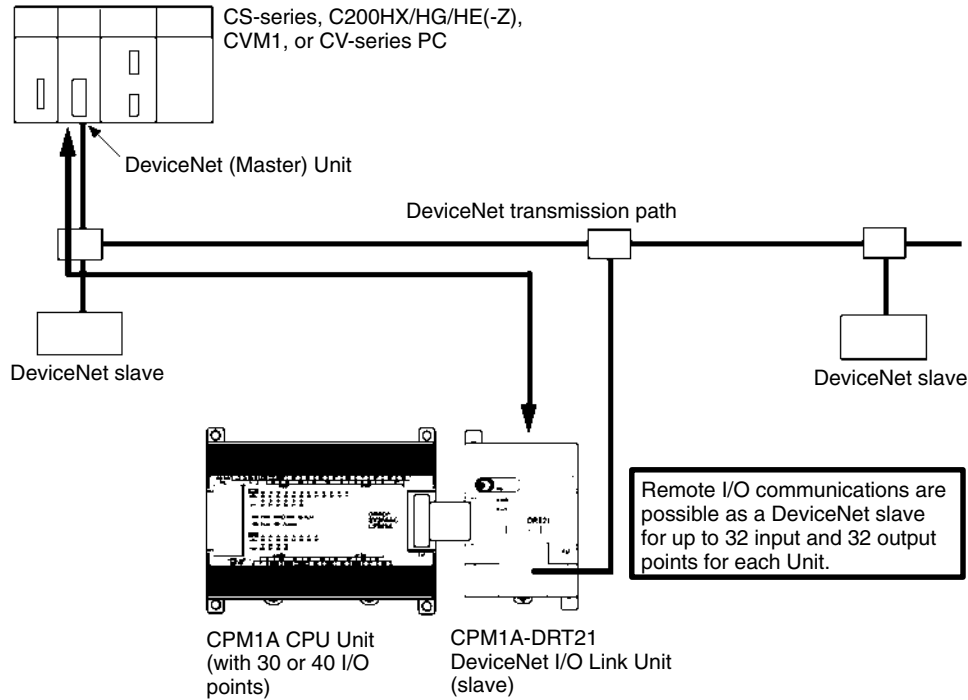 CS-series, C200HX/HG/HE(-Z),
CVM1, or CV-series PC
DeviceNet (Master) Unit
DeviceNet transmission path
DeviceNet slave
DeviceNet slave
DRT21
Remote I/O communications are
possible as a DeviceNet slave
for up to 32 input and 32 output
points for each Unit.
CPM1A CPU Unit
(with 30 or 40 I/O
points)
CPM1A-DRT21
DeviceNet I/O Link Unit
(slave)